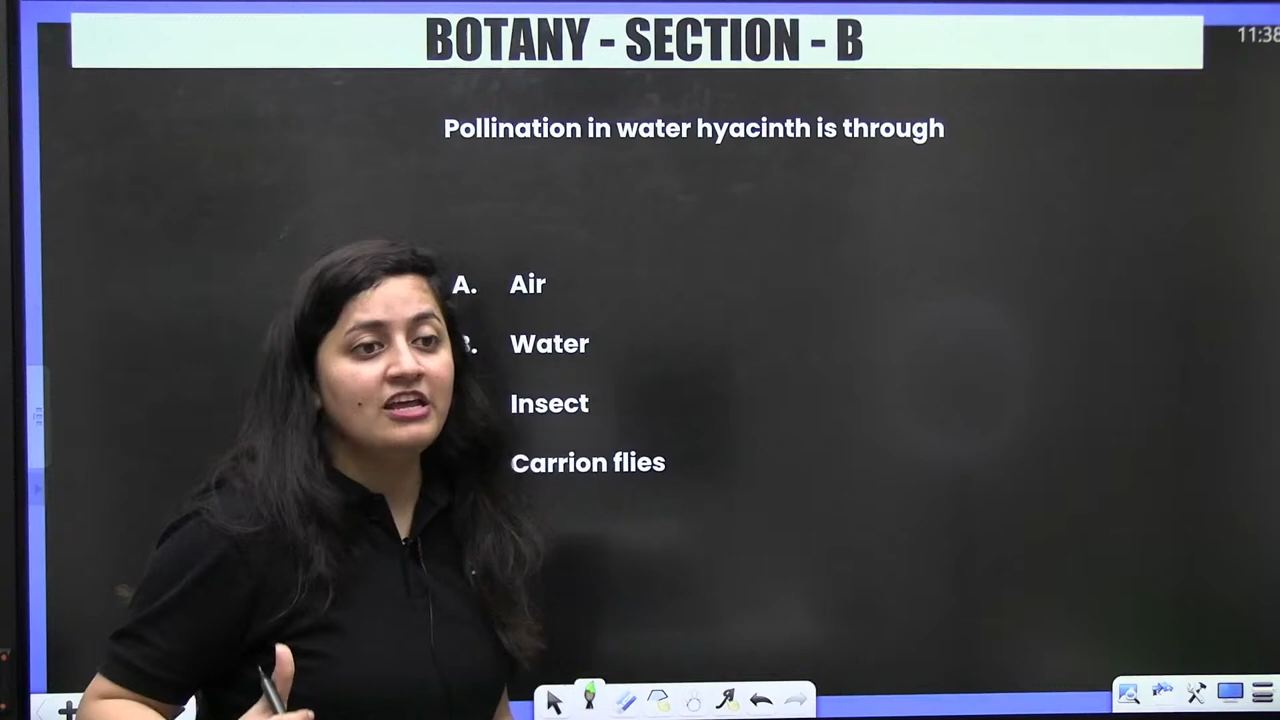 BOTANY - SECTION - B
11:38
Pollination in water hyacinth is through
A. Air
B. Water
Insect
Carrion flies